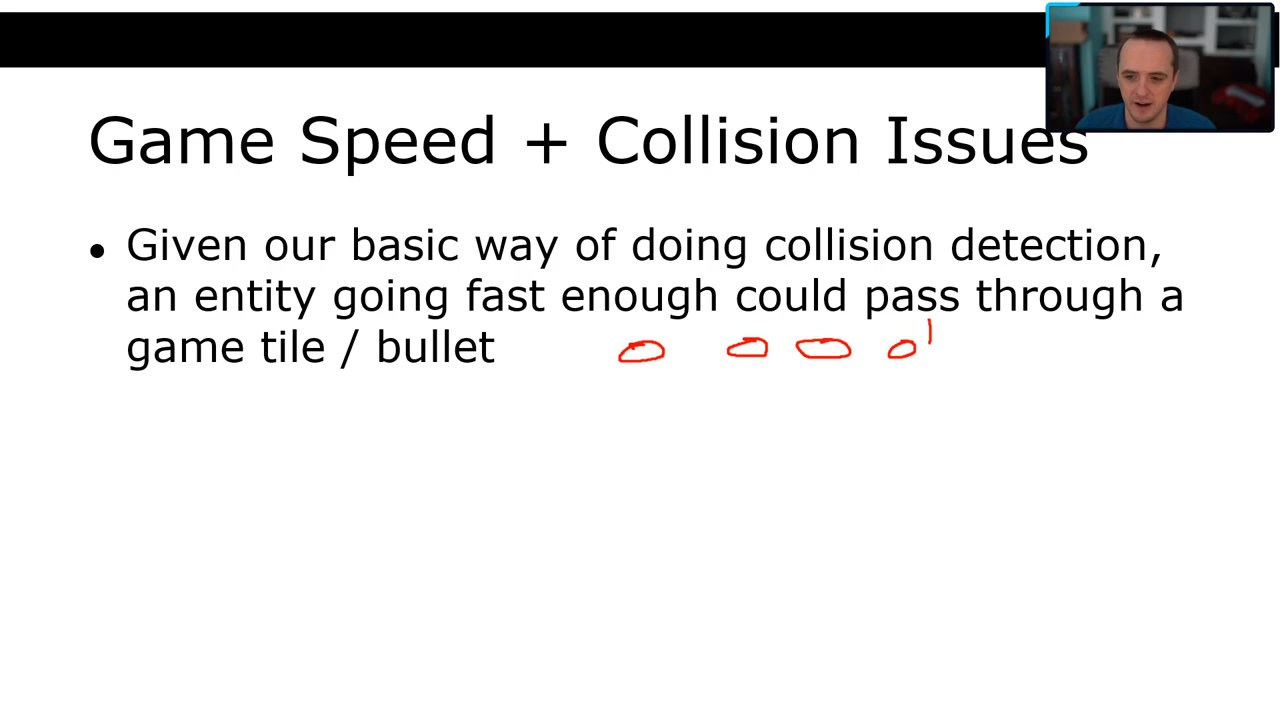 Game Speed + Collision Issues
• Given our basic way of doing collision detection,
an entity going fast enough could pass through a
game tile / bullet